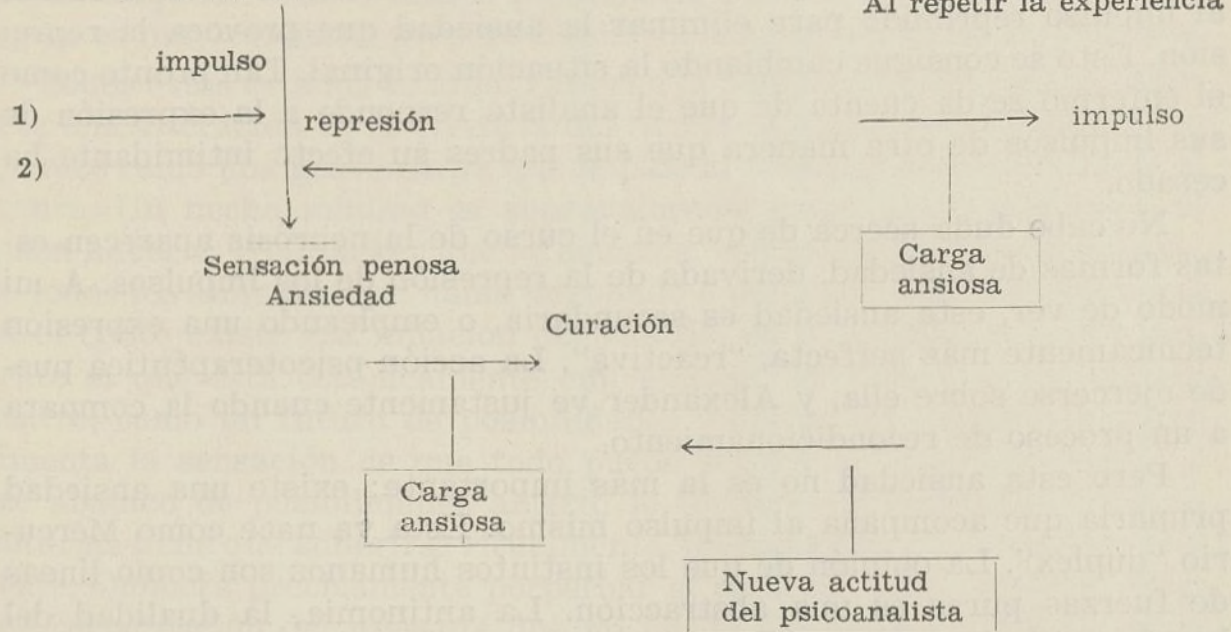 Al repetir la experiencia
impulso
1)
represión
impulso
2)
Sensación penosa
Ansiedad
Carga
ansiosa
Curación
Carga
ansiosa
Nueva actitud
del psicoanalista